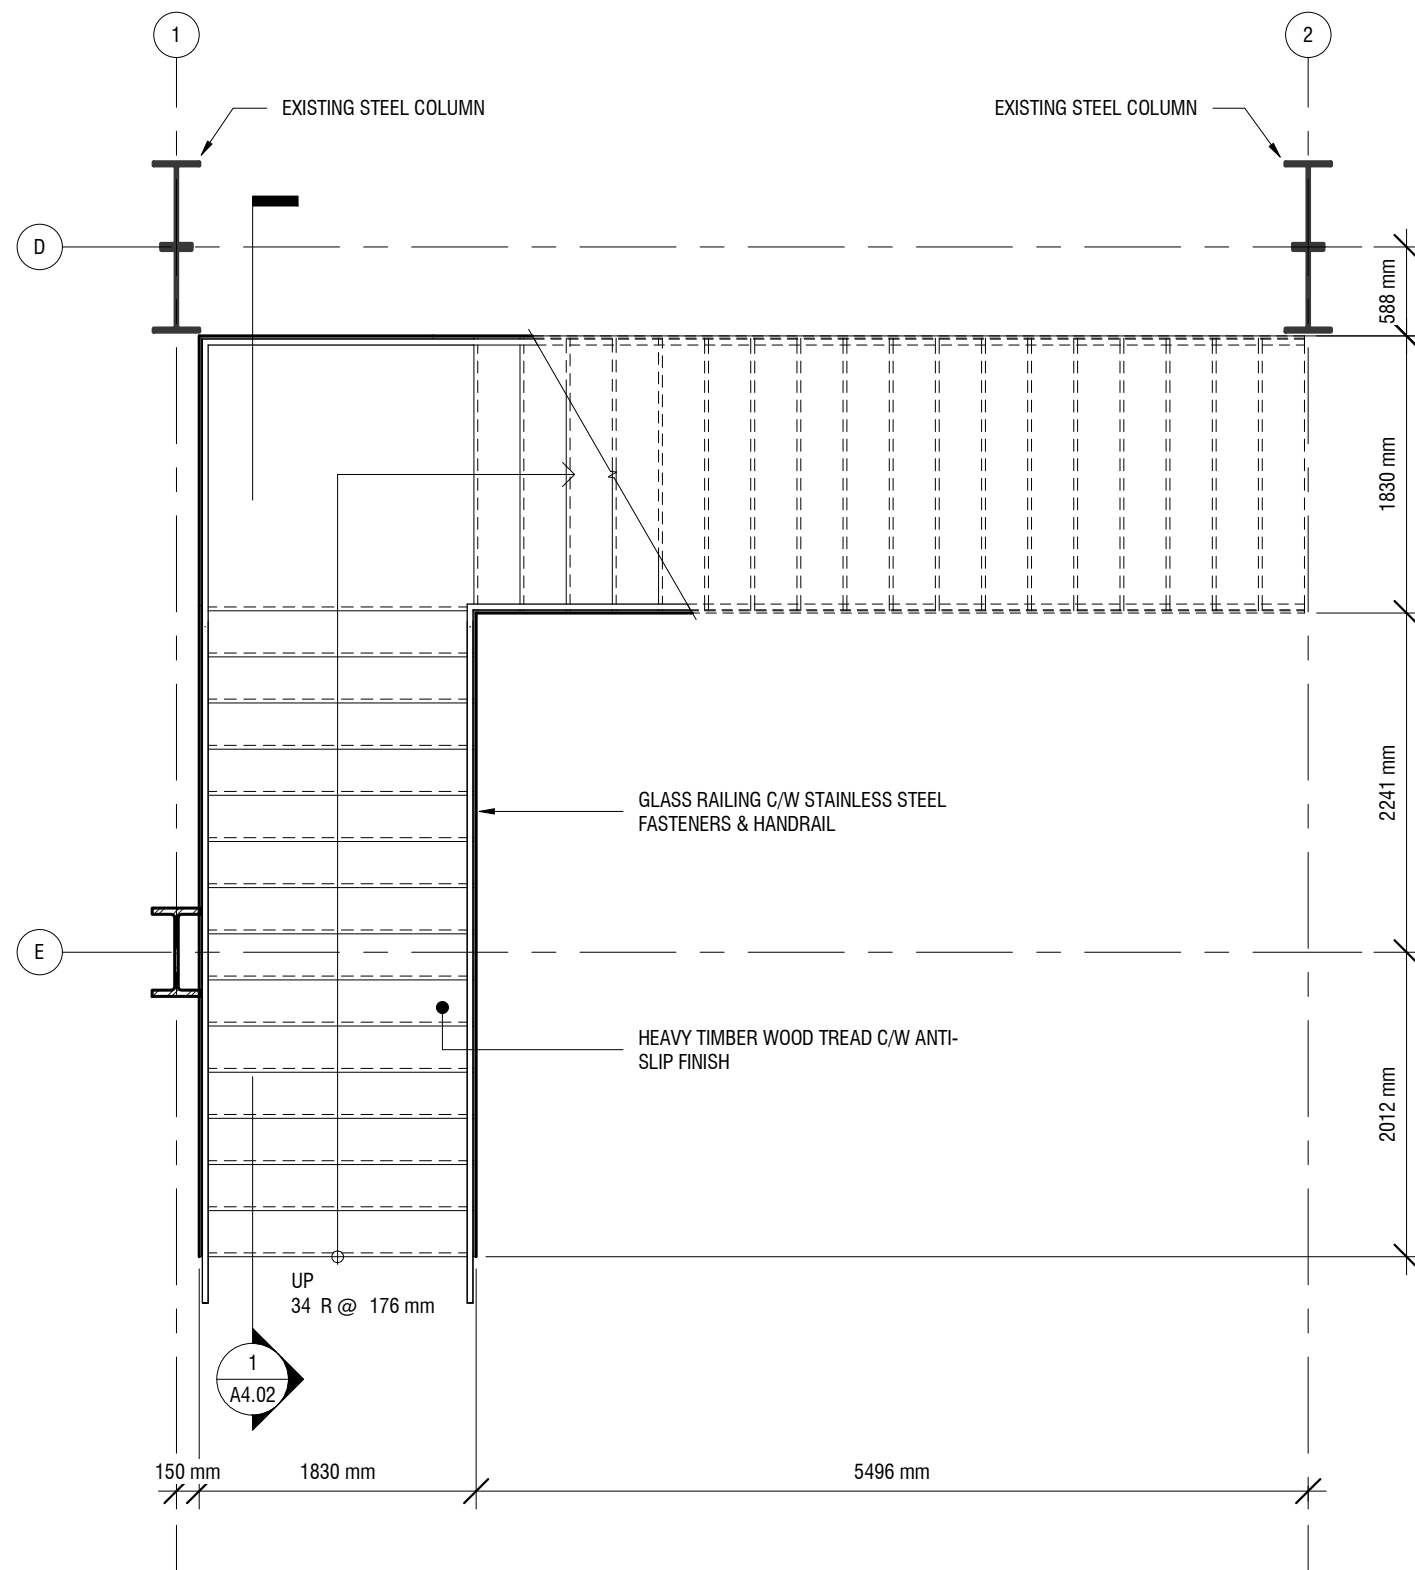 1
2
EXISTING STEEL COLUMN
EXISTING STEEL COLUMN
D
588 mm
1830 mm
GLASS RAILING C/W STAINLESS STEEL
FASTENERS & HANDRAIL
2241 mm
E
HEAVY TIMBER WOOD TREAD C/W ANTI-
SLIP FINISH
2012 mm
UP
34 R @ 176 mm
1
A4.02
150 mm
1830 mm
5496 mm